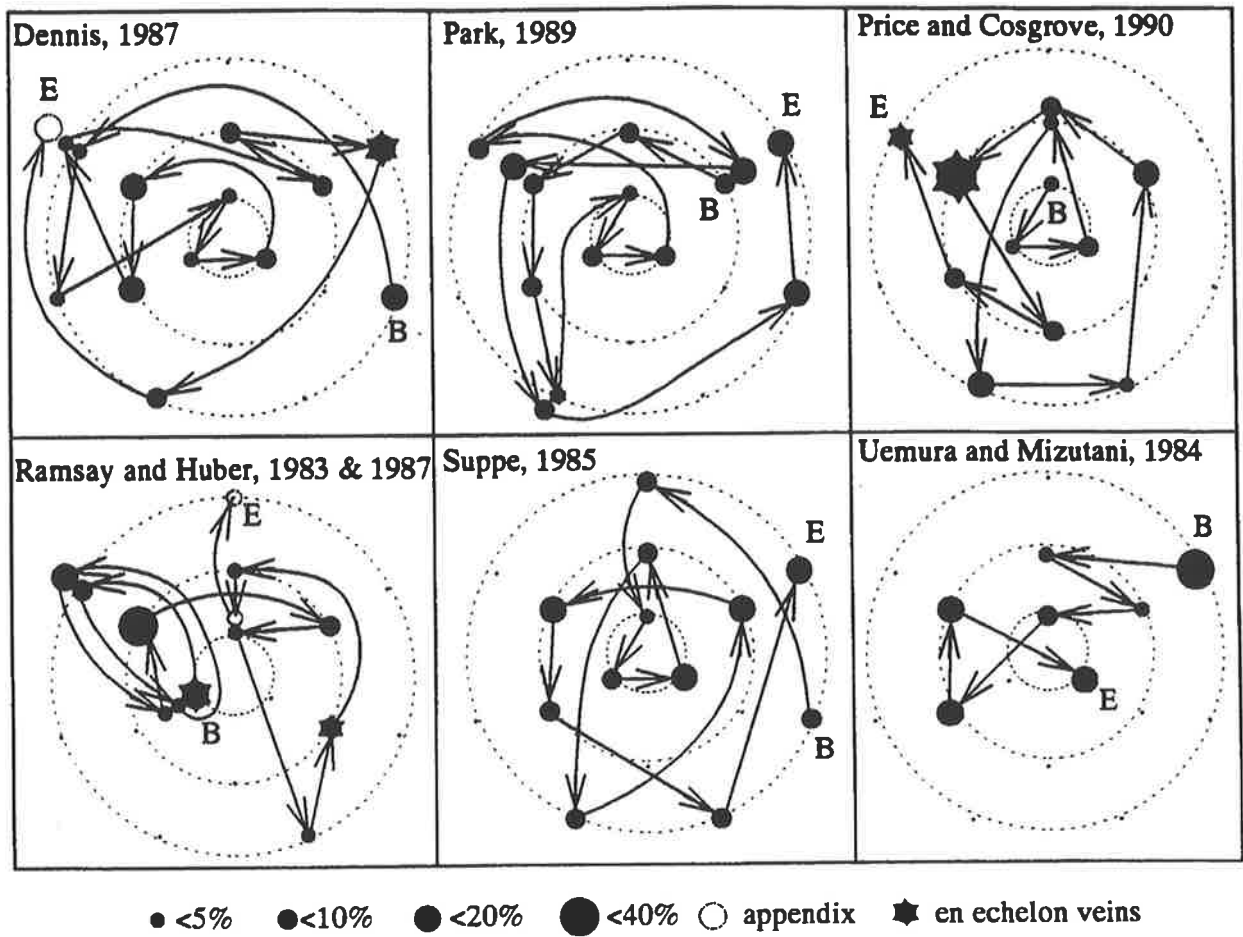 Dennis, 1987
E
B
Park, 1989
E
B
Price and Cosgrove, 1990
E
B
Ramsay and Huber, 1983 & 1987
E
B
Suppe, 1985
E
B
Uemura and Mizutani, 1984
B
E
<5% <10% <20% <40% appendix en echelon veins